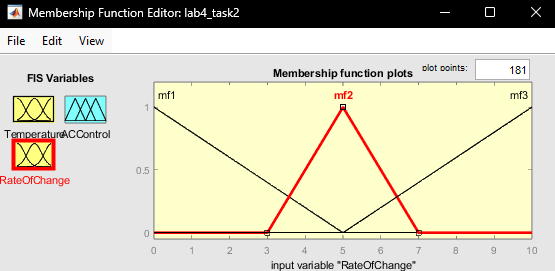 Membership Function Editor: lab4_task2
File Edit View
FIS Variables
Membership function plots
plot points: 181
mf1 mf2 mf3
Temperature ACControl
RateOfChange
1
0.5
0
0 1 2 3 4 5 6 7 8 9 10
input variable "RateOfChange"